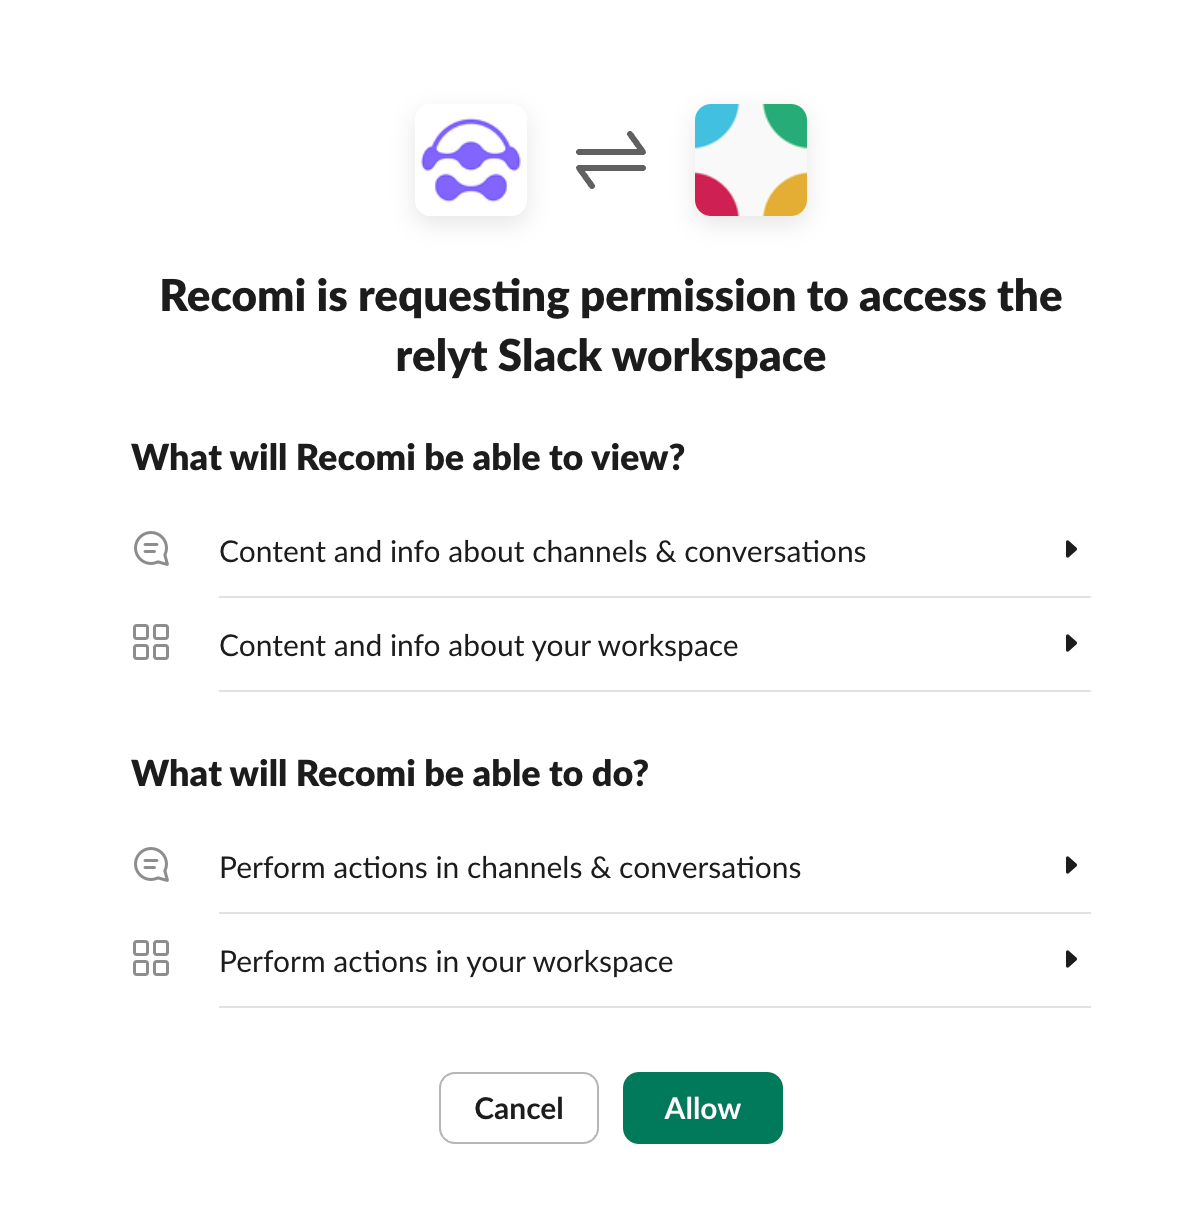 Recomi is requesting permission to access the
relyt Slack workspace
What will Recomi be able to view?
Content and info about channels & conversations
Content and info about your workspace
What will Recomi be able to do?
Perform actions in channels & conversations
Perform actions in your workspace
Cancel
Allow